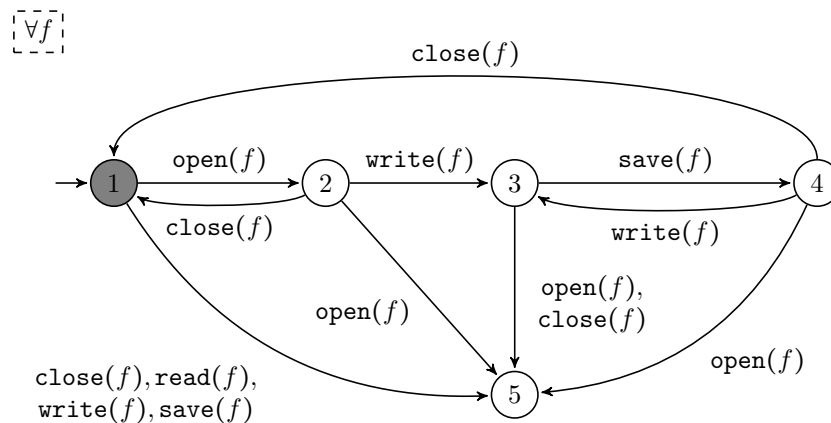 ∀f
close(f)
open(f)
write(f)
save(f)
1
2
3
4
close(f)
write(f)
open(f)
open(f),
close(f)
open(f)
close(f), read(f),
write(f), save(f)
5